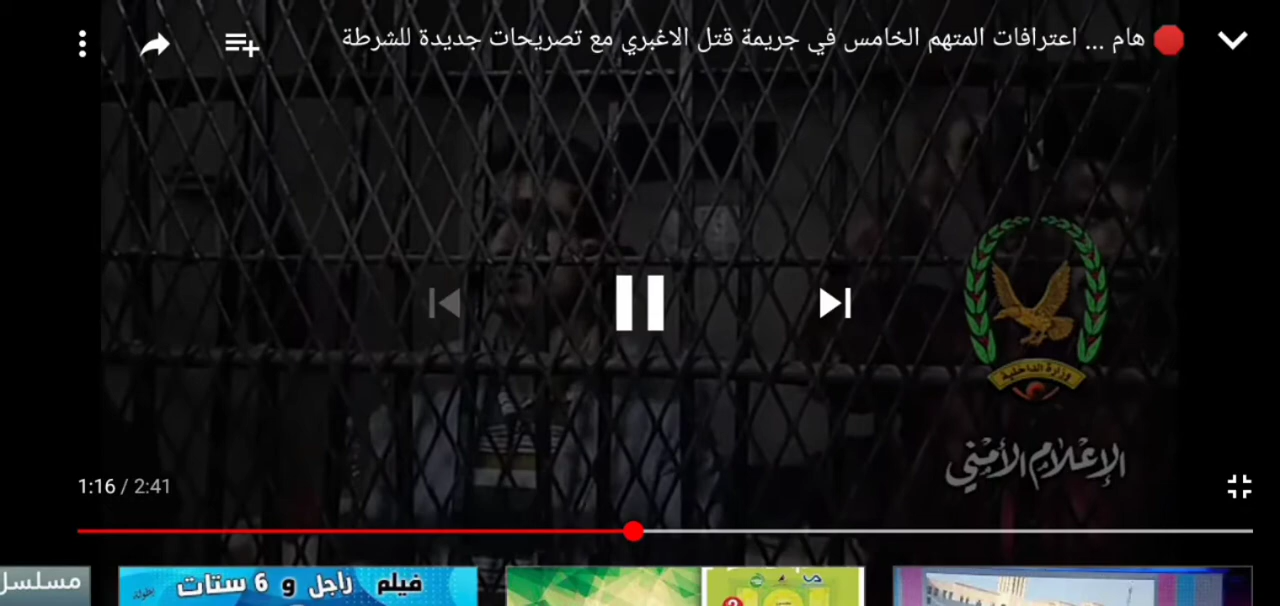 هام ... اعترافات المتهم الخامس في جريمة قتل الاغبري مع تصريحات جديدة للشرطة
وزارة الداخلية
الإعلام الأمني
1:16 / 2:41
مسلسل
فيلم راجل و 6 ستات